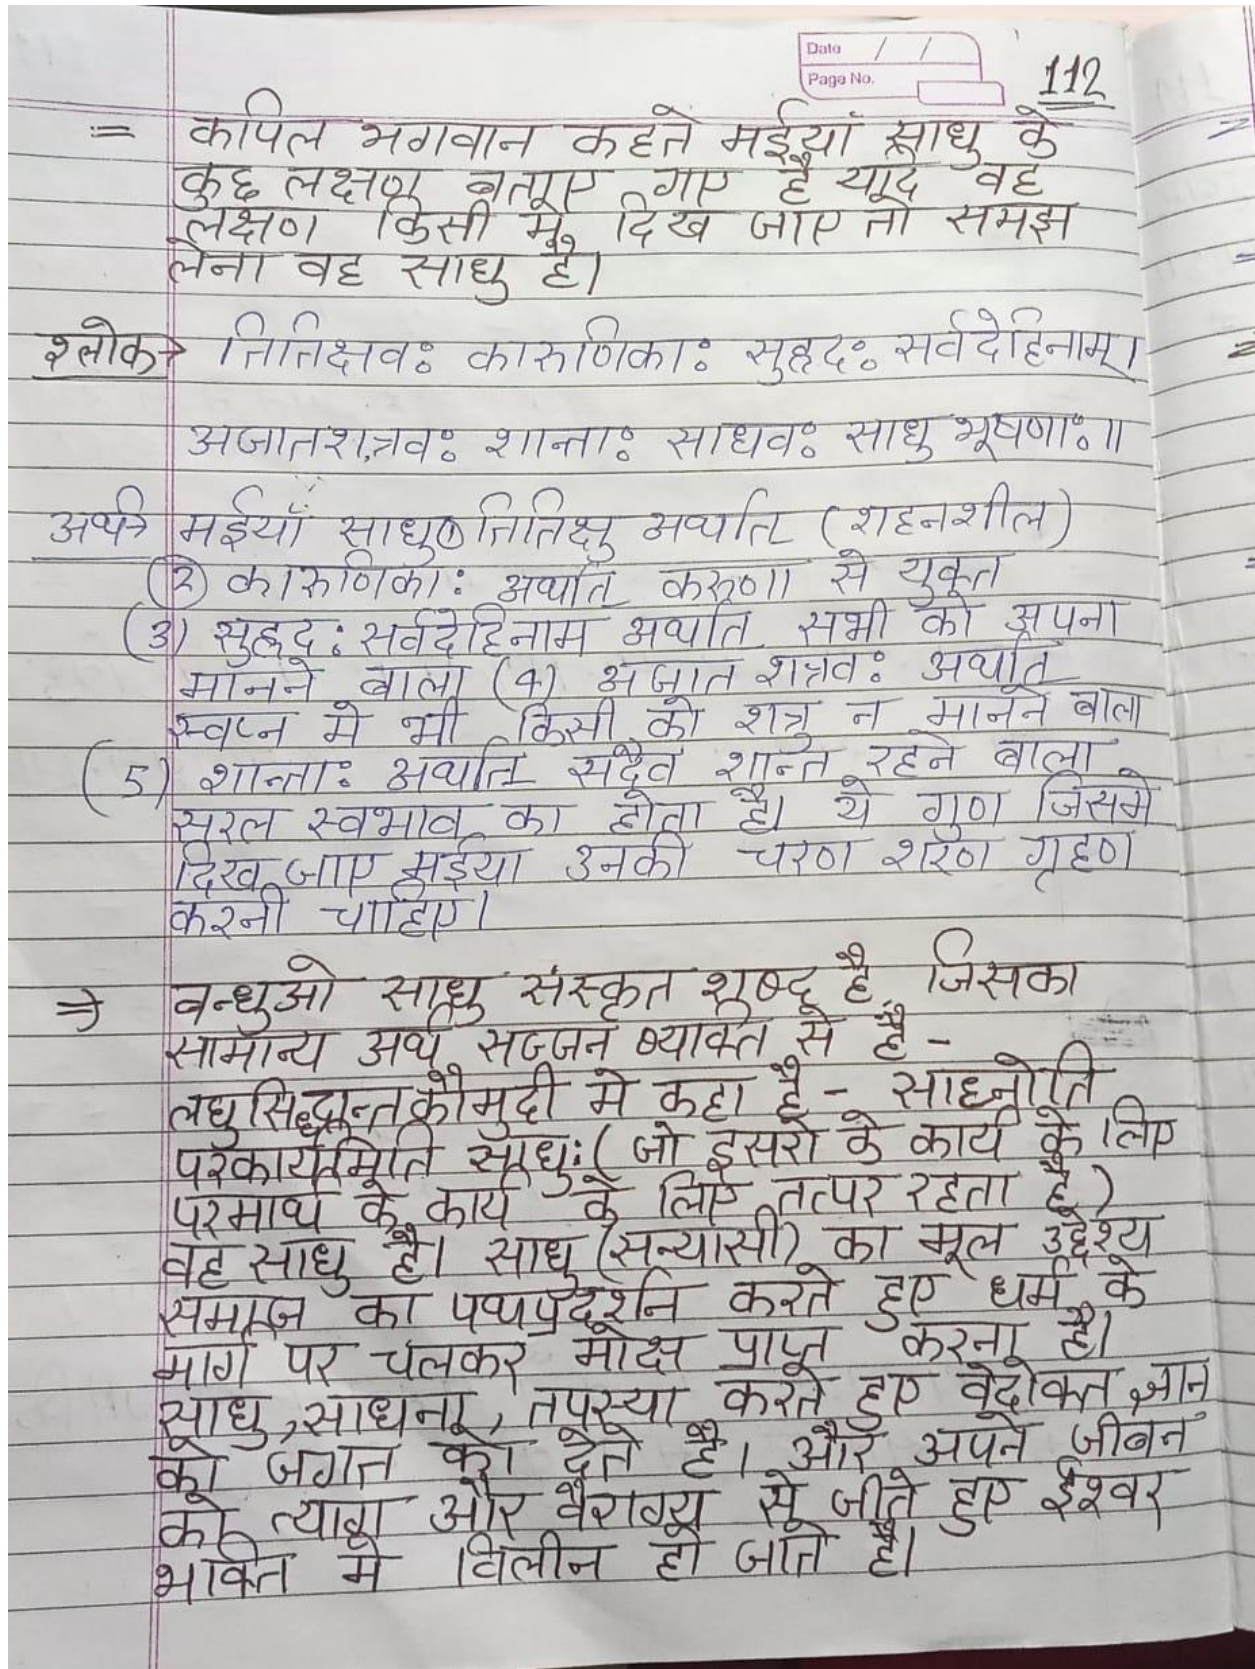 Date / /
Page No.
112
= कपिल भगवान कहते मईयां साधु के
कुछ लक्षण बताए गए है यदि वह
लक्षण किसी मे दिख जाए तो समझ
लेना वह साधु है।
श्लोक→ तितिक्षवः कारुणिकाः सुहृदः सर्वदेहिनाम्।
अजातशत्रवः शान्ताः साधवः साधु भूषणाः॥
अर्थ→ मईयाँ साधु① तितिक्षु अर्थात (शहनशील)
(२) कारुणिकाः अर्थात करूणा से युक्त
(3) सुहृदः सर्वदेहिनाम अर्थात सभी को अपना
मानने बाला (4) अजात शत्रवः अर्थात
स्वप्न मे भी किसी को शत्रु न मानने बाला
(5) शान्ताः अर्थात सदैव शान्त रहने बाला
सरल स्वभाव का होता है। ये गुण जिसमे
दिख जाए मईया उनकी चरण शरण ग्रहण
करनी चाहिए।
⇒ वन्धुओ साधु संस्कृत शब्द है जिसका
सामान्य अर्थ सज्जन व्यक्ति से है -
लघुसिद्धान्तकौमुदी मे कहा है - साध्नोति
परकार्यमिति साधुः (जो दुसरो के कार्य के लिए
परमार्थ के कार्य के लिए तत्पर रहता है)
वह साधु है। साधु (सन्यासी) का मूल उद्देश्य
समाज का पथप्रदर्शन करते हुए धर्म के
मार्ग पर चलकर मोक्ष प्राप्त करना है।
साधु, साधना, तपस्या करते हुए वेदोक्त ज्ञान
को जगत को देते है। और अपने जीबन
को त्याग और वैराग्य से जीते हुए ईश्वर
भक्ति मे विलीन हो जाते है।